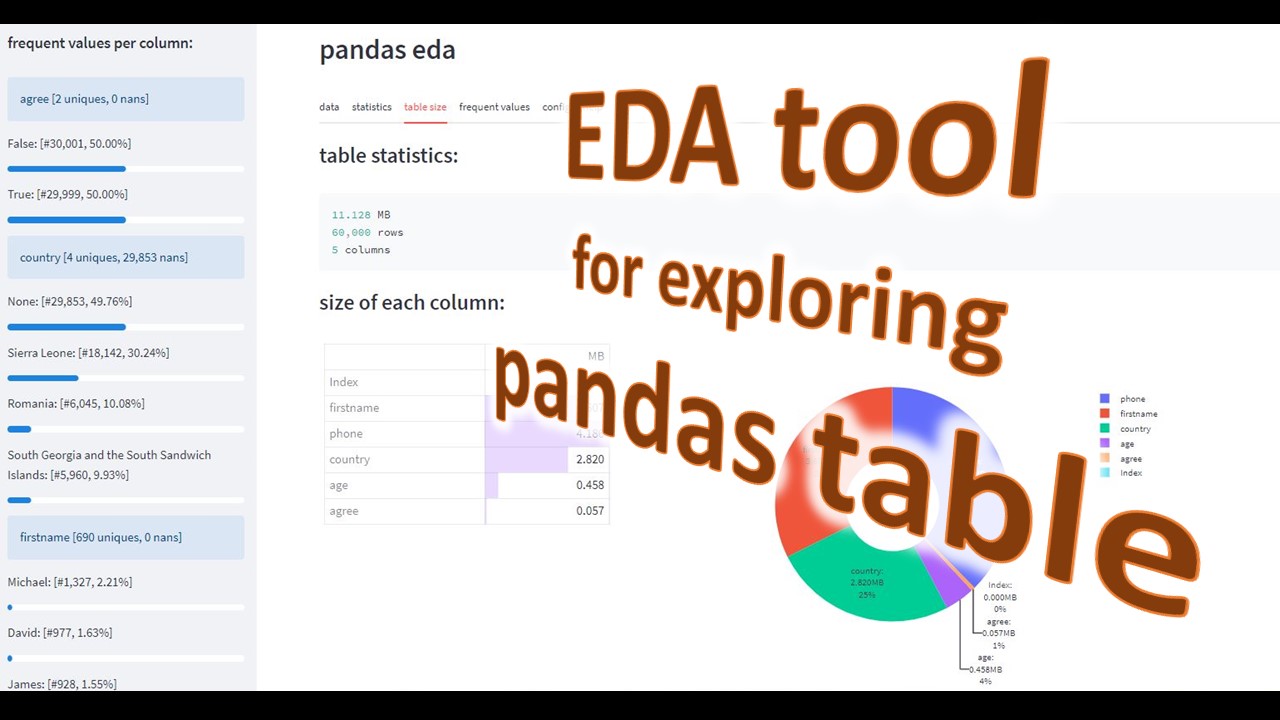 frequent values per column:
agree [2 uniques, 0 nans]
False: [#30,001, 50.00%]
True: [#29,999, 50.00%]
country [4 uniques, 29,853 nans]
None: [#29,853, 49.76%]
Sierra Leone: [#18,142, 30.24%]
Romania: [#6,045, 10.08%]
South Georgia and the South Sandwich
Islands: [#5,960, 9.93%]
firstname [690 uniques, 0 nans]
Michael: [#1,327, 2.21%]
David: [#977, 1.63%]
James: [#928, 1.55%]
pandas eda
data statistics table size frequent values
table statistics:
11.128 MB
60,000 rows
5 columns
size of each column:
MB
Index
firstname
phone
country 2.820
age 0.458
agree 0.057
EDA tool
for exploring
pandas table
phone
firstname
country
age
agree
Index
country:
2.820MB
25%
Index:
0.000MB
0%
agree:
0.057MB
1%
age:
0.458MB
4%